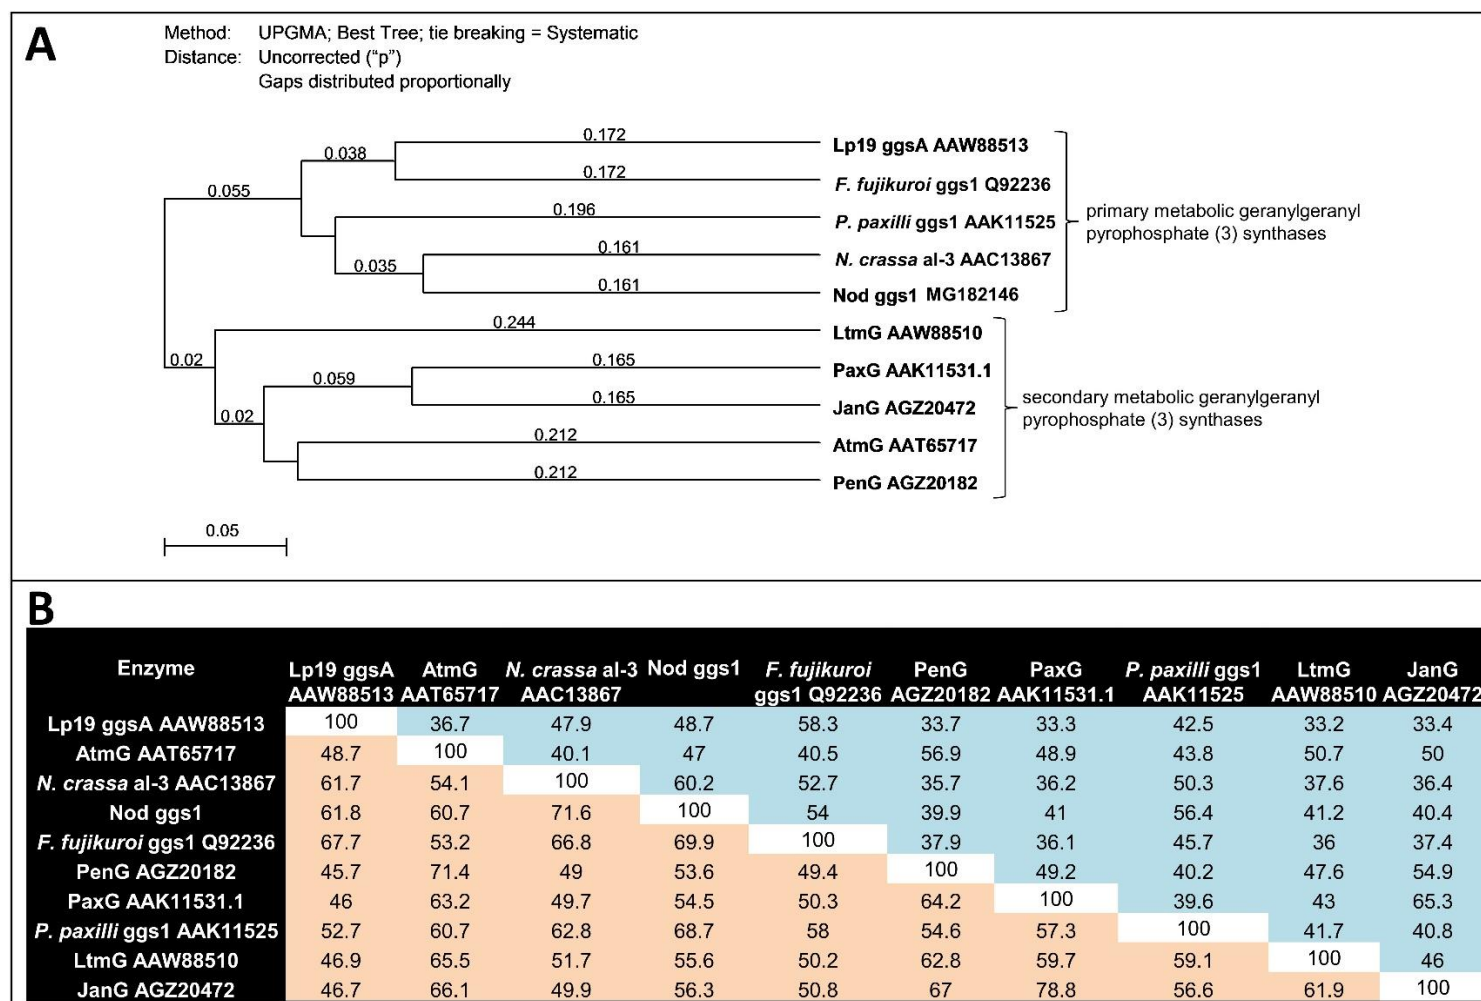 A
Method: UPGMA; Best Tree; tie breaking = Systematic
Distance: Uncorrected ("p")
Gaps distributed proportionally
0.172
Lp19 ggsA AAW88513
0.038
0.172
F. fujikuroi ggs1 Q92236
0.055
0.196
P. paxilli ggs1 AAK11525
primary metabolic geranylgeranyl
pyrophosphate (3) synthases
0.161
N. crassa al-3 AAC13867
0.035
0.161
Nod ggs1 MG182146
0.244
LtmG AAW88510
0.02
0.165
PaxG AAK11531.1
0.059
0.165
JanG AGZ20472
secondary metabolic geranylgeranyl
pyrophosphate (3) synthases
0.02
0.212
AtmG AAT65717
0.212
PenG AGZ20182
0.05
B
Enzyme Lp19 ggsA AtmG N. crassa al-3 Nod ggs1 F. fujikuroi PenG PaxG P. paxilli ggs1 LtmG JanG
AAW88513 AAT65717 AAC13867 ggs1 Q92236 AGZ20182 AAK11531.1 AAK11525 AAW88510 AGZ20472
Lp19 ggsA AAW88513 100 36.7 47.9 48.7 58.3 33.7 33.3 42.5 33.2 33.4
AtmG AAT65717 48.7 100 40.1 47 40.5 56.9 48.9 43.8 50.7 50
N. crassa al-3 AAC13867 61.7 54.1 100 60.2 52.7 35.7 36.2 50.3 37.6 36.4
Nod ggs1 61.8 60.7 71.6 100 54 39.9 41 56.4 41.2 40.4
F. fujikuroi ggs1 Q92236 67.7 53.2 66.8 69.9 100 37.9 36.1 45.7 36 37.4
PenG AGZ20182 45.7 71.4 49 53.6 49.4 100 49.2 40.2 47.6 54.9
PaxG AAK11531.1 46 63.2 49.7 54.5 50.3 64.2 100 39.6 43 65.3
P. paxilli ggs1 AAK11525 52.7 60.7 62.8 68.7 58 54.6 57.3 100 41.7 40.8
LtmG AAW88510 46.9 65.5 51.7 55.6 50.2 62.8 59.7 59.1 100 46
JanG AGZ20472 46.7 66.1 49.9 56.3 50.8 67 78.8 56.6 61.9 100